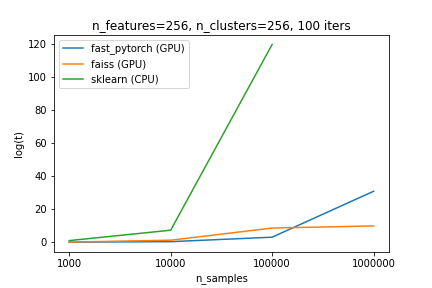 n_features=256, n_clusters=256, 100 iters
fast_pytorch (GPU)
faiss (GPU)
sklearn (CPU)
log(t)
120
100
80
60
40
20
0
1000
10000
100000
1000000
n_samples